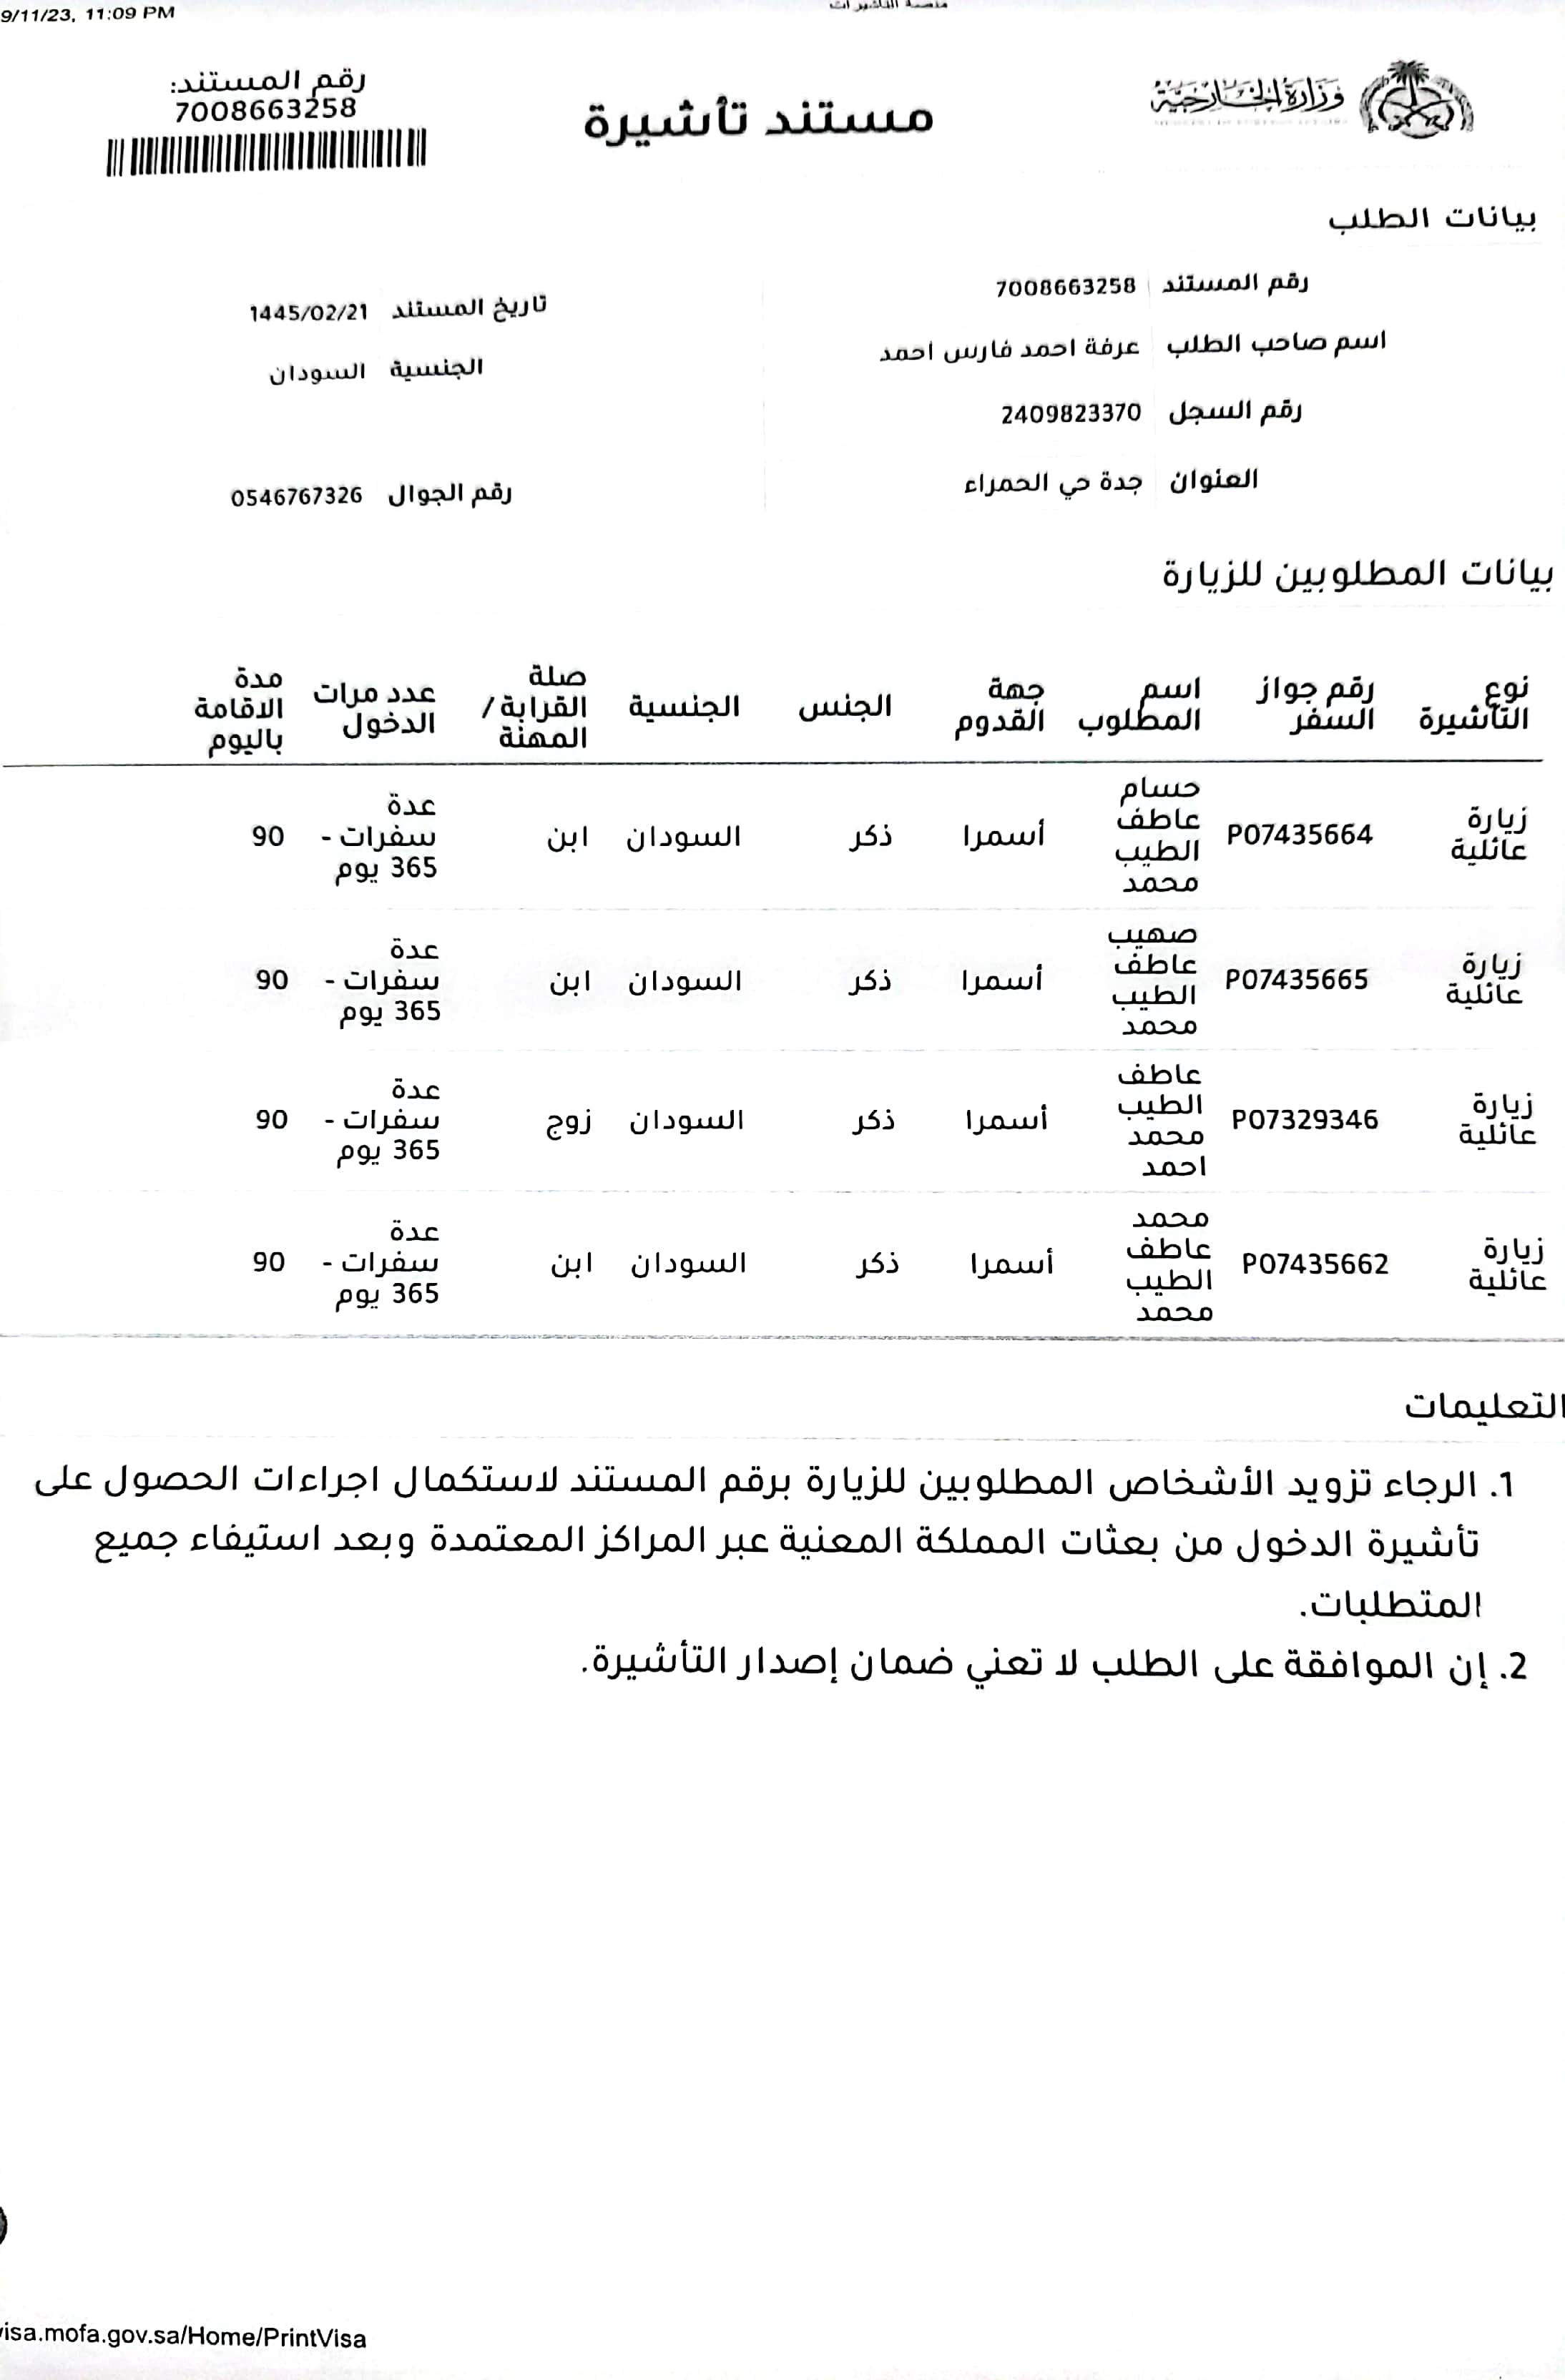 9/11/23, 11:09 PM
منصة التأشيرات
وزارة الخارجية
مستند تأشيرة
رقم المستند:
7008663258
بيانات الطلب
رقم المستند 7008663258
تاريخ المستند 1445/02/21
اسم صاحب الطلب عرفة احمد فارس احمد
الجنسية السودان
رقم السجل 2409823370
العنوان جدة حي الحمراء
رقم الجوال 0546767326
بيانات المطلوبين للزيارة
نوع التأشيرة رقم جواز السفر اسم المطلوب جهة القدوم الجنس الجنسية صلة القرابة / المهنة عدد مرات الدخول مدة الاقامة باليوم
زيارة عائلية P07435664 حسام عاطف الطيب محمد أسمرا ذكر السودان ابن عدة سفرات - 365 يوم 90
زيارة عائلية P07435665 صهيب عاطف الطيب محمد أسمرا ذكر السودان ابن عدة سفرات - 365 يوم 90
زيارة عائلية P07329346 عاطف الطيب محمد احمد أسمرا ذكر السودان زوج عدة سفرات - 365 يوم 90
زيارة عائلية P07435662 محمد عاطف الطيب محمد أسمرا ذكر السودان ابن عدة سفرات - 365 يوم 90
التعليمات
1. الرجاء تزويد الأشخاص المطلوبين للزيارة برقم المستند لاستكمال اجراءات الحصول على
تأشيرة الدخول من بعثات المملكة المعنية عبر المراكز المعتمدة وبعد استيفاء جميع
المتطلبات.
2. إن الموافقة على الطلب لا تعني ضمان إصدار التأشيرة.
visa.mofa.gov.sa/Home/PrintVisa